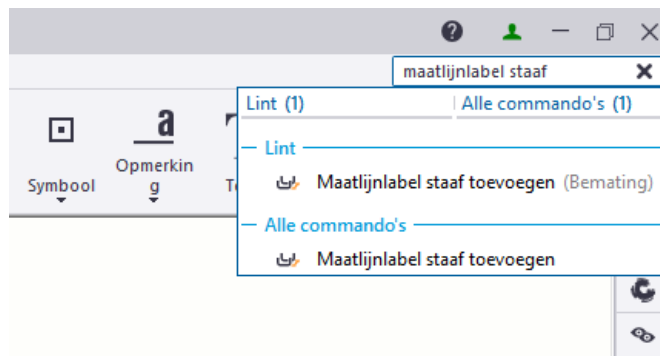 maatlijnlabel staaf
Lint (1)
Alle commando's (1)
Lint
Maatlijnlabel staaf toevoegen (Bemating)
Alle commando's
Maatlijnlabel staaf toevoegen
a
Symbool
Opmerkin
g